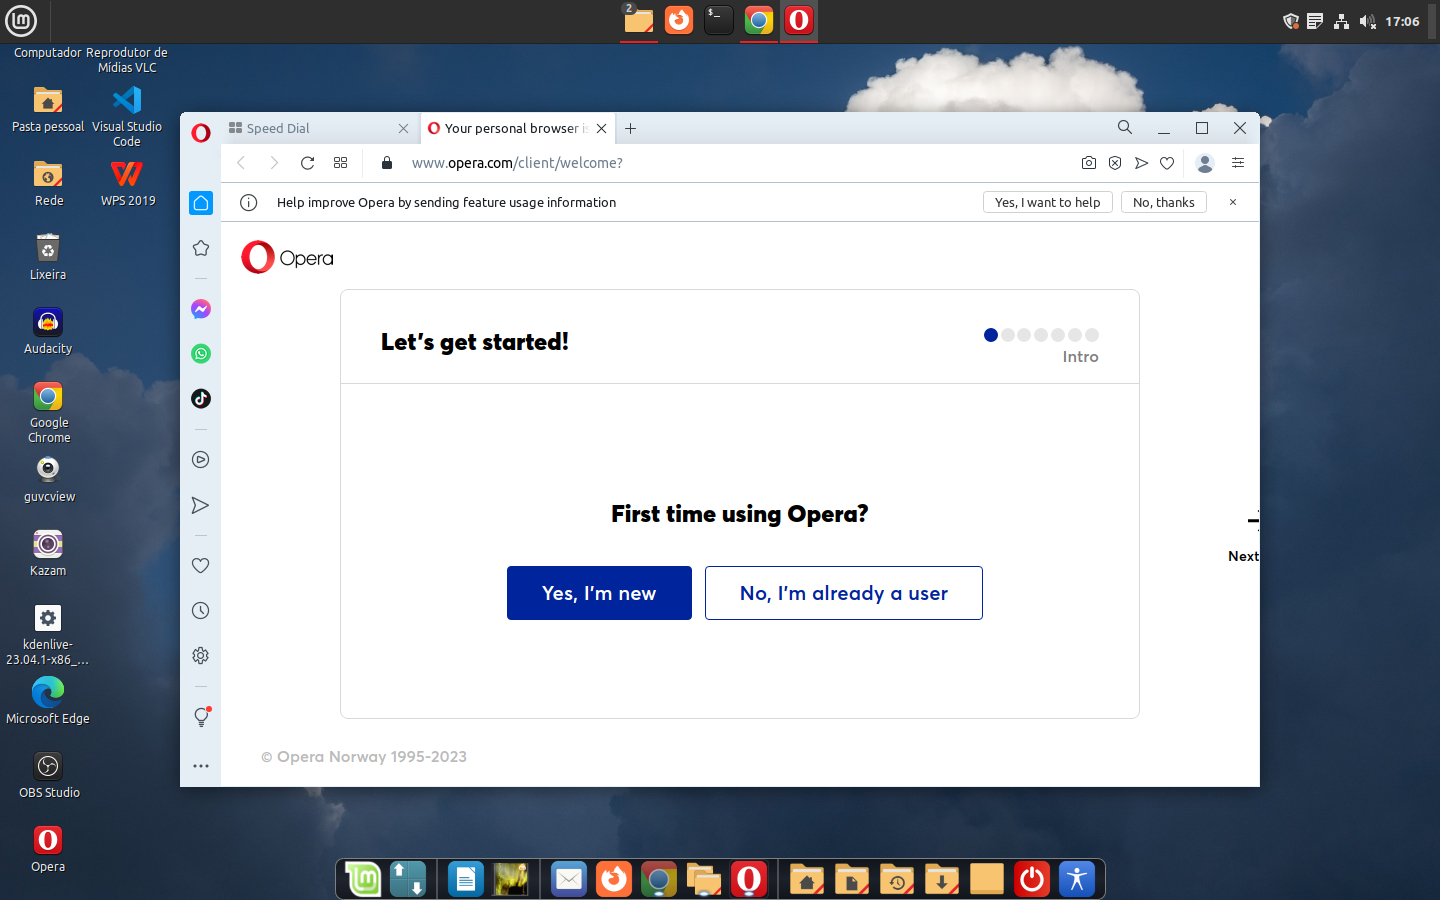 2
$_
17:06
Computador
Reprodutor de
Mídias VLC
Pasta pessoal
Visual Studio
Code
Rede
WPS 2019
Lixeira
Audacity
Google
Chrome
guvcview
Kazam
kdenlive-
23.04.1-x86_...
Microsoft Edge
OBS Studio
Opera
Speed Dial
Your personal browser is
www.opera.com/client/welcome?
Help improve Opera by sending feature usage information
Yes, I want to help
No, thanks
Opera
Let's get started!
Intro
First time using Opera?
Yes, I'm new
No, I'm already a user
Next
© Opera Norway 1995-2023